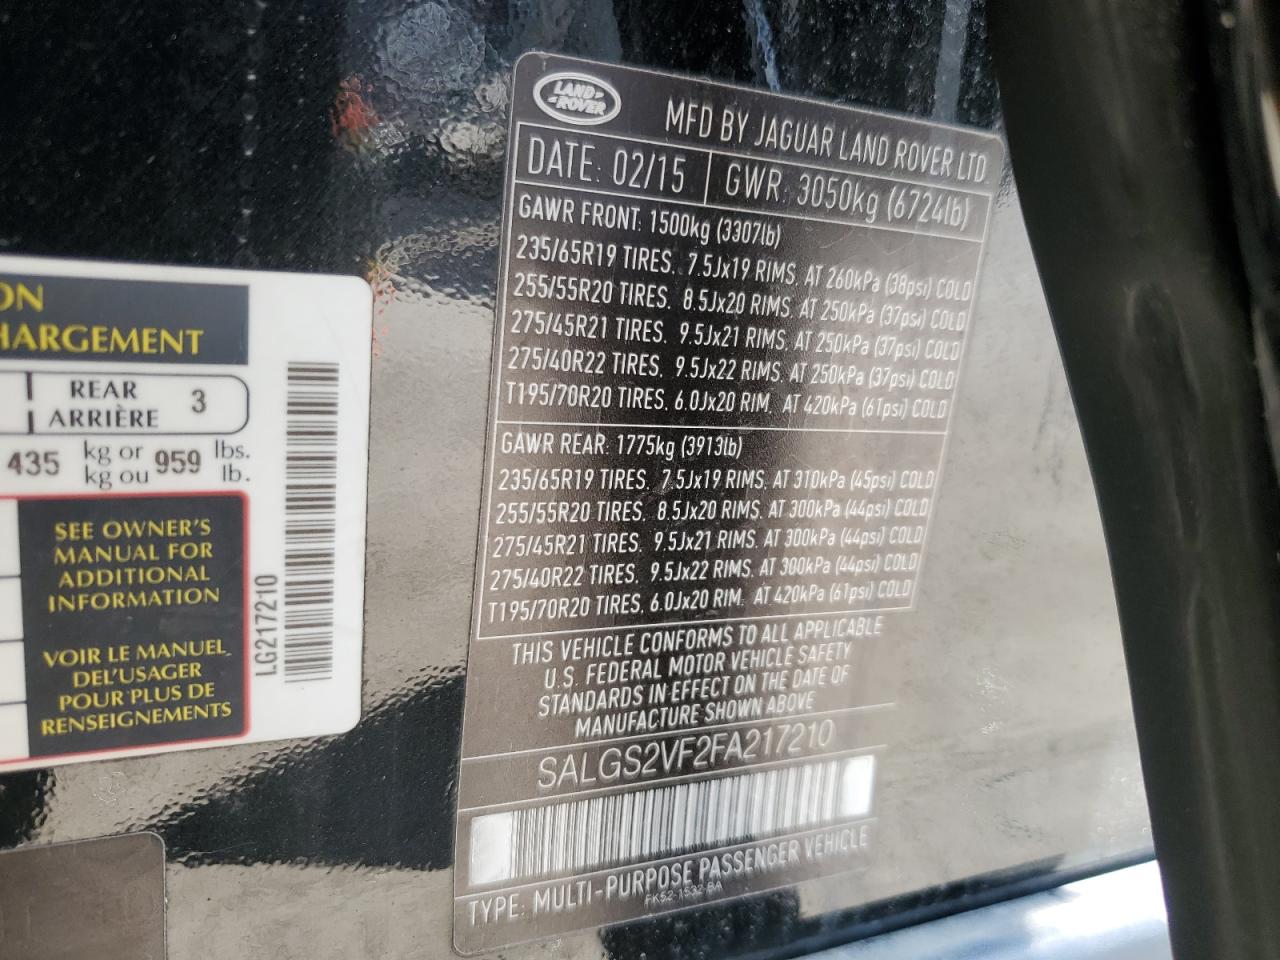 ON
HARGEMENT
REAR
ARRIÈRE
3
435 kg or 959 lbs.
kg ou lb.
SEE OWNER'S
MANUAL FOR
ADDITIONAL
INFORMATION
VOIR LE MANUEL
DEL'USAGER
POUR PLUS DE
RENSEIGNEMENTS
LG217210
LAND
ROVER
MFD BY JAGUAR LAND ROVER LTD
DATE: 02/15 GWR: 3050kg (6724lb)
GAWR FRONT: 1500kg (3307lb)
235/65R19 TIRES. 7.5Jx19 RIMS. AT 260kPa (38psi) COLD
255/55R20 TIRES. 8.5Jx20 RIMS. AT 250kPa (37psi) COLD
275/45R21 TIRES. 9.5Jx21 RIMS. AT 250kPa (37psi) COLD
275/40R22 TIRES. 9.5Jx22 RIMS. AT 250kPa (37psi) COLD
T195/70R20 TIRES. 6.0Jx20 RIM. AT 420kPa (61psi) COLD
GAWR REAR: 1775kg (3913lb)
235/65R19 TIRES. 7.5Jx19 RIMS. AT 310kPa (45psi) COLD
255/55R20 TIRES. 8.5Jx20 RIMS. AT 300kPa (44psi) COLD
275/45R21 TIRES. 9.5Jx21 RIMS. AT 300kPa (44psi) COLD
275/40R22 TIRES. 9.5Jx22 RIMS. AT 300kPa (44psi) COLD
T195/70R20 TIRES. 6.0Jx20 RIM. AT 420kPa (61psi) COLD
THIS VEHICLE CONFORMS TO ALL APPLICABLE
U.S. FEDERAL MOTOR VEHICLE SAFETY
STANDARDS IN EFFECT ON THE DATE OF
MANUFACTURE SHOWN ABOVE
SALGS2VF2FA217210
TYPE: MULTI-PURPOSE PASSENGER VEHICLE
FK52-1532-BA